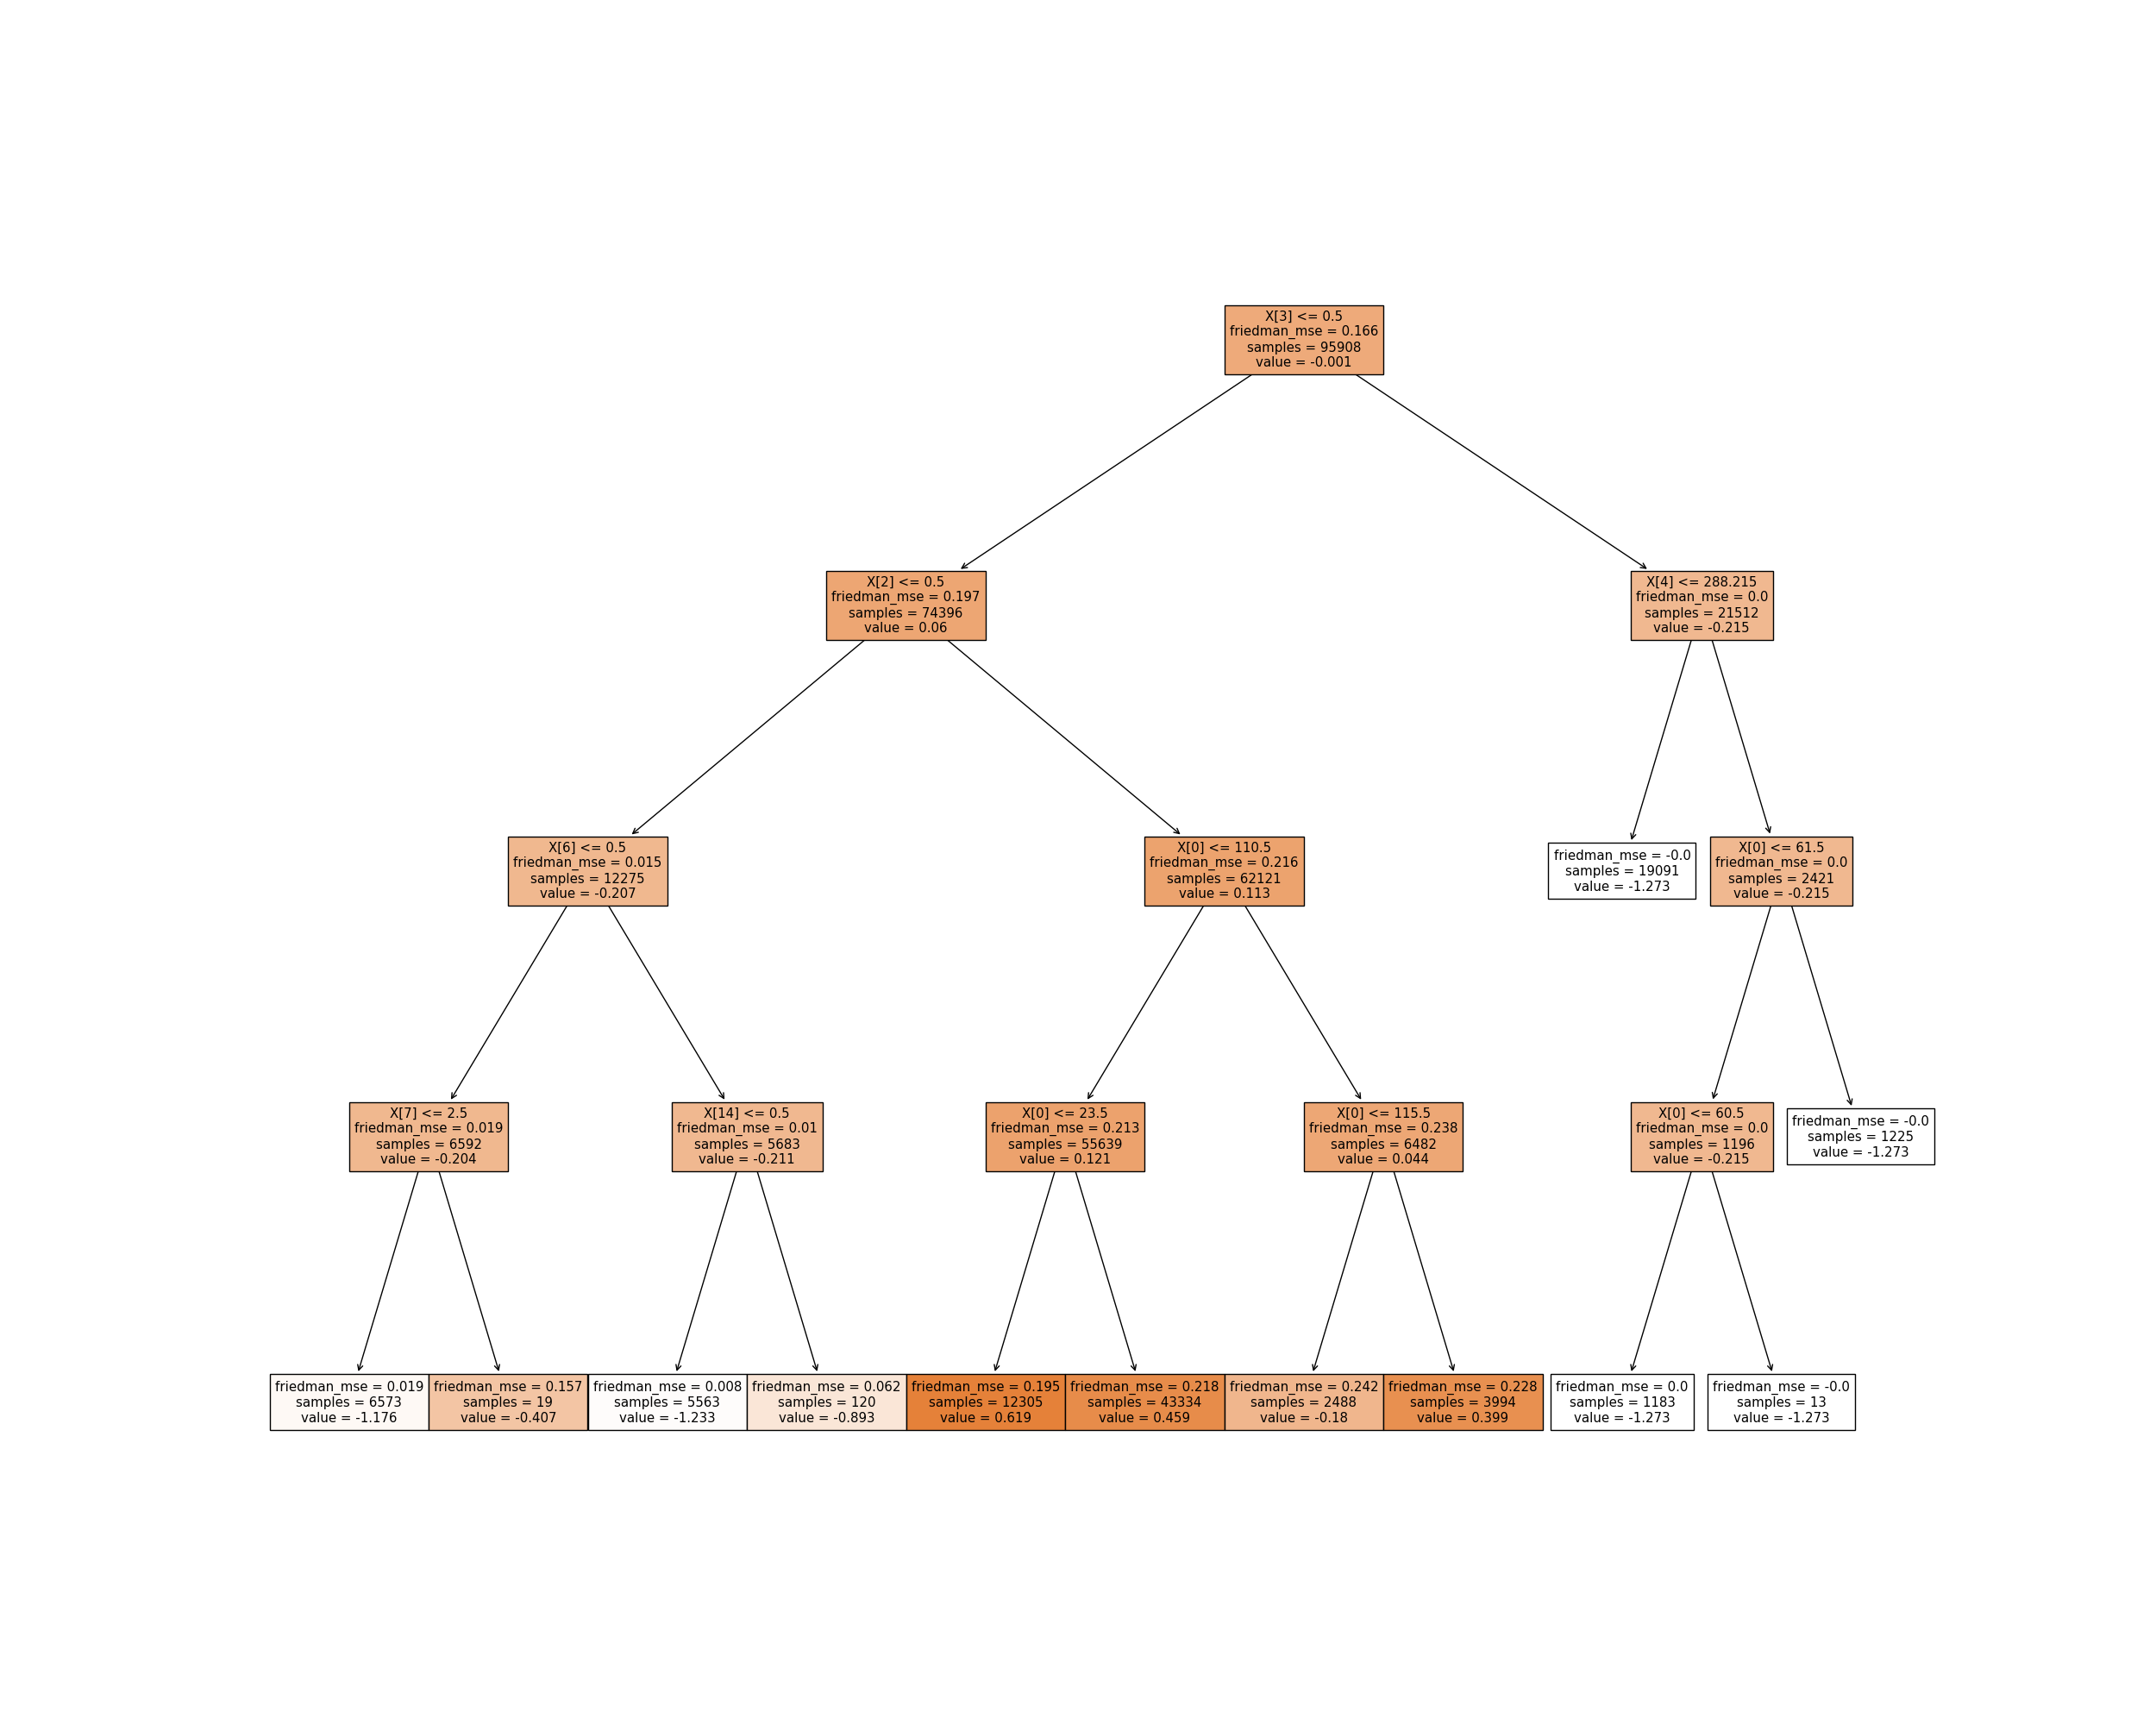 X[3] <= 0.5
friedman_mse = 0.166
samples = 95908
value = -0.001
X[2] <= 0.5
friedman_mse = 0.197
samples = 74396
value = 0.06
X[4] <= 288.215
friedman_mse = 0.0
samples = 21512
value = -0.215
X[6] <= 0.5
friedman_mse = 0.015
samples = 12275
value = -0.207
X[0] <= 110.5
friedman_mse = 0.216
samples = 62121
value = 0.113
friedman_mse = -0.0
samples = 19091
value = -1.273
X[0] <= 61.5
friedman_mse = 0.0
samples = 2421
value = -0.215
X[7] <= 2.5
friedman_mse = 0.019
samples = 6592
value = -0.204
X[14] <= 0.5
friedman_mse = 0.01
samples = 5683
value = -0.211
X[0] <= 23.5
friedman_mse = 0.213
samples = 55639
value = 0.121
X[0] <= 115.5
friedman_mse = 0.238
samples = 6482
value = 0.044
X[0] <= 60.5
friedman_mse = 0.0
samples = 1196
value = -0.215
friedman_mse = -0.0
samples = 1225
value = -1.273
friedman_mse = 0.019
samples = 6573
value = -1.176
friedman_mse = 0.157
samples = 19
value = -0.407
friedman_mse = 0.008
samples = 5563
value = -1.233
friedman_mse = 0.062
samples = 120
value = -0.893
friedman_mse = 0.195
samples = 12305
value = 0.619
friedman_mse = 0.218
samples = 43334
value = 0.459
friedman_mse = 0.242
samples = 2488
value = -0.18
friedman_mse = 0.228
samples = 3994
value = 0.399
friedman_mse = 0.0
samples = 1183
value = -1.273
friedman_mse = -0.0
samples = 13
value = -1.273